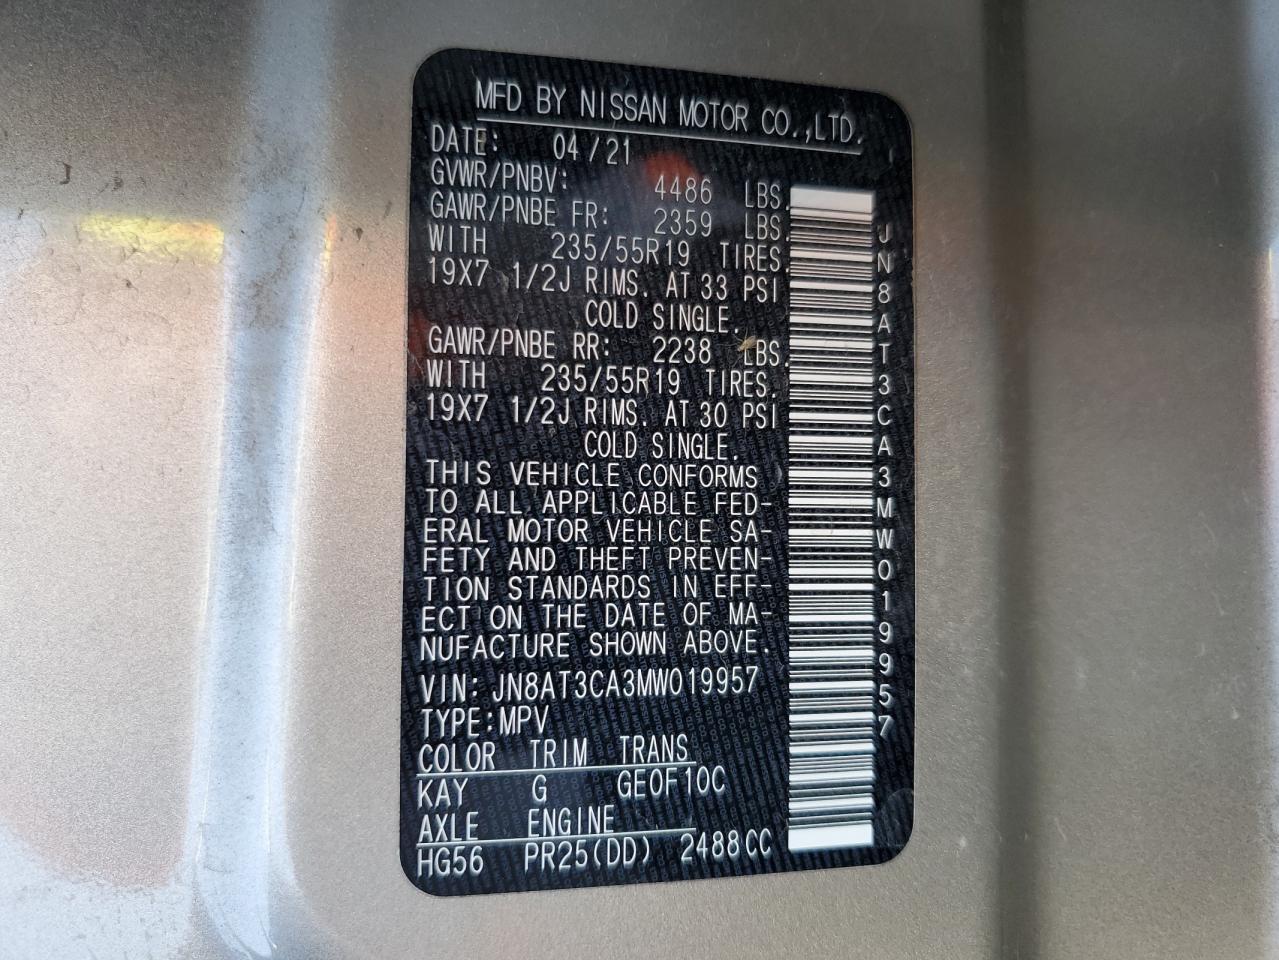 MFD BY NISSAN MOTOR CO.,LTD.
DATE: 04/21
GVWR/PNBV: 4486 LBS.
GAWR/PNBE FR: 2359 LBS.
WITH 235/55R19 TIRES.
19X7 1/2J RIMS. AT 33 PSI
COLD SINGLE.
GAWR/PNBE RR: 2238 LBS.
WITH 235/55R19 TIRES.
19X7 1/2J RIMS. AT 30 PSI
COLD SINGLE.
THIS VEHICLE CONFORMS
TO ALL APPLICABLE FED-
ERAL MOTOR VEHICLE SA-
FETY AND THEFT PREVEN-
TION STANDARDS IN EFF-
ECT ON THE DATE OF MA-
NUFACTURE SHOWN ABOVE.
VIN: JN8AT3CA3MW019957
TYPE:MPV
COLOR TRIM TRANS
KAY G GE0F10C
AXLE ENGINE
HG56 PR25(DD) 2488CC
JN8AT3CA3MW019957